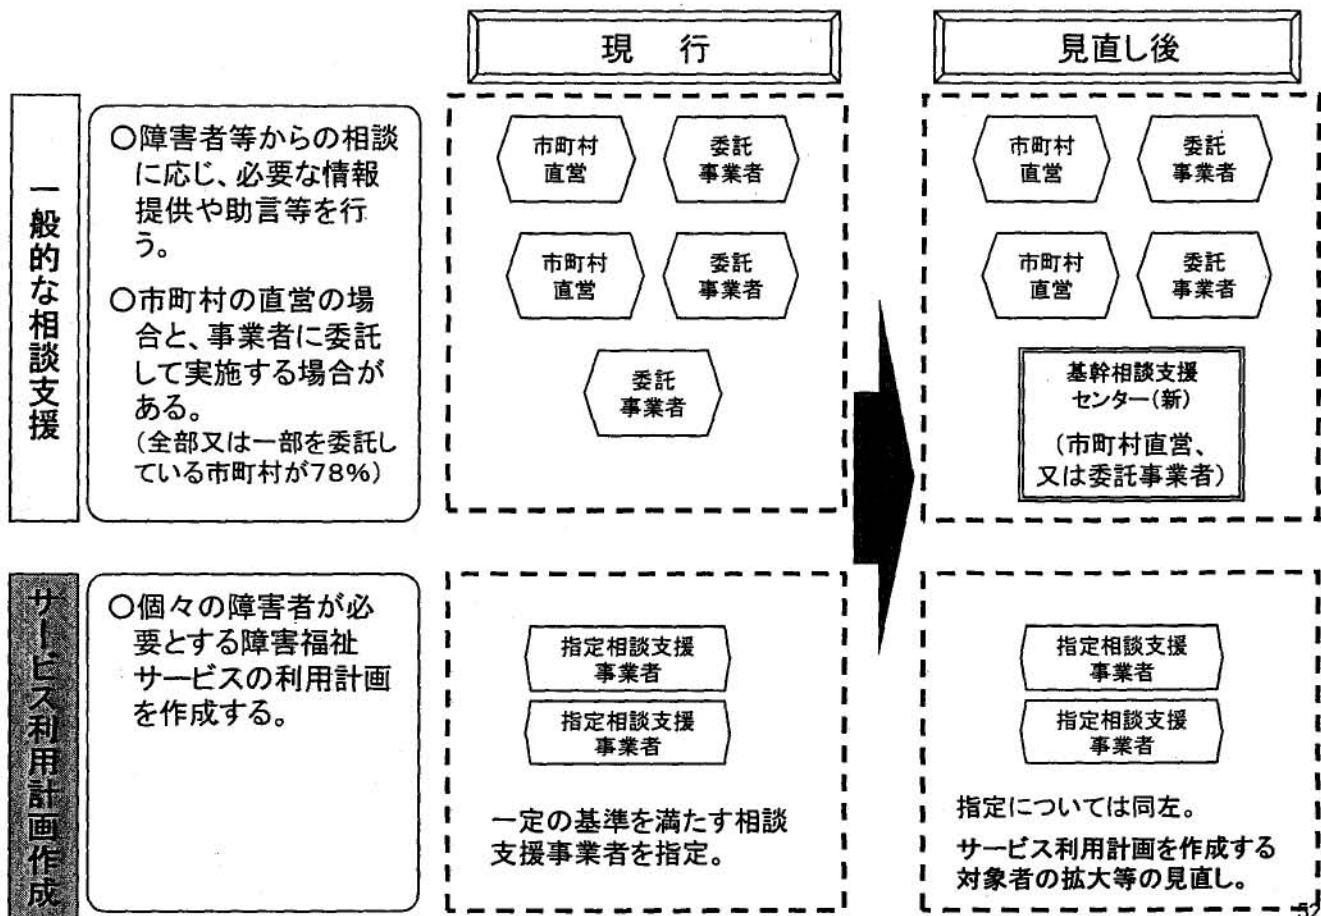 現 行
見直し後
一般的な相談支援
○障害者等からの相談
に応じ、必要な情報
提供や助言等を行
う。
○市町村の直営の場
合と、事業者に委託
して実施する場合が
ある。
(全部又は一部を委託し
ている市町村が78%)
市町村
直営
委託
事業者
市町村
直営
委託
事業者
委託
事業者
市町村
直営
委託
事業者
市町村
直営
委託
事業者
基幹相談支援
センター(新)
(市町村直営、
又は委託事業者)
サービス利用計画作成
○個々の障害者が必
要とする障害福祉
サービスの利用計画
を作成する。
指定相談支援
事業者
指定相談支援
事業者
一定の基準を満たす相談
支援事業者を指定。
指定相談支援
事業者
指定相談支援
事業者
指定については同左。
サービス利用計画を作成する
対象者の拡大等の見直し。
52